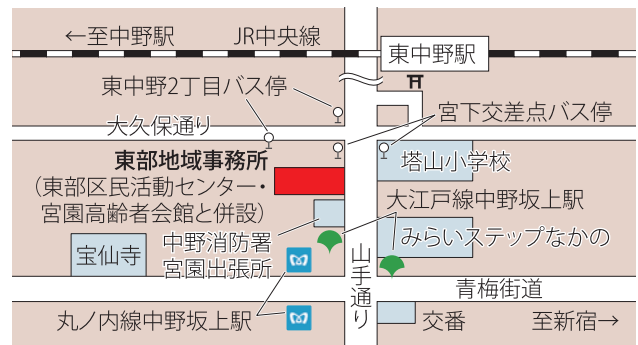 ←至中野駅
JR中央線
東中野駅
東中野2丁目バス停
大久保通り
宮下交差点バス停
東部地域事務所
(東部区民活動センター・
宮園高齢者会館と併設)
塔山小学校
大江戸線中野坂上駅
中野消防署
宮園出張所
みらいステップなかの
宝仙寺
山手通り
青梅街道
丸ノ内線中野坂上駅
交番
至新宿→